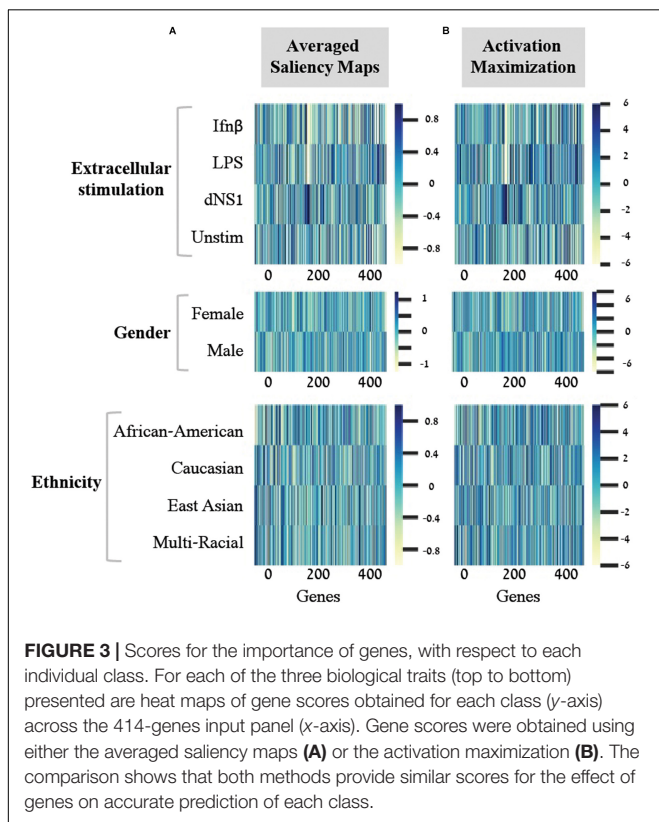 A
Averaged
Saliency Maps
B
Activation
Maximization
Extracellular
stimulation
Ifnβ
LPS
dNS1
Unstim
0.8
0.4
0
-0.4
-0.8
6
4
2
0
-2
-4
-6
0 200 400
0 200 400
Gender
Female
Male
1
0
-1
6
0
-6
0 200 400
0 200 400
Ethnicity
African-American
Caucasian
East Asian
Multi-Racial
0.8
0.4
0
-0.4
-0.8
6
4
2
0
-2
-4
-6
0 200 400
0 200 400
Genes
Genes
FIGURE 3 | Scores for the importance of genes, with respect to each
individual class. For each of the three biological traits (top to bottom)
presented are heat maps of gene scores obtained for each class (y-axis)
across the 414-genes input panel (x-axis). Gene scores were obtained using
either the averaged saliency maps (A) or the activation maximization (B). The
comparison shows that both methods provide similar scores for the effect of
genes on accurate prediction of each class.